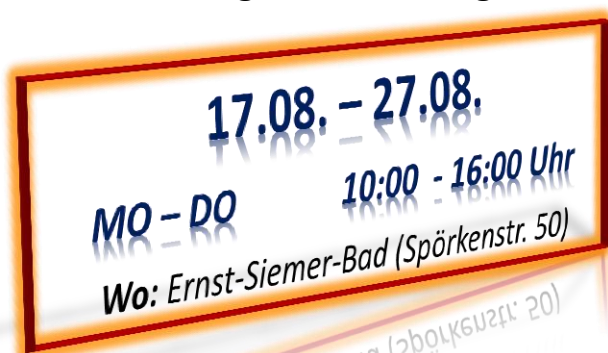 17.08. – 27.08.
MO – DO 10:00 - 16:00 Uhr
Wo: Ernst-Siemer-Bad (Spörkenstr. 50)